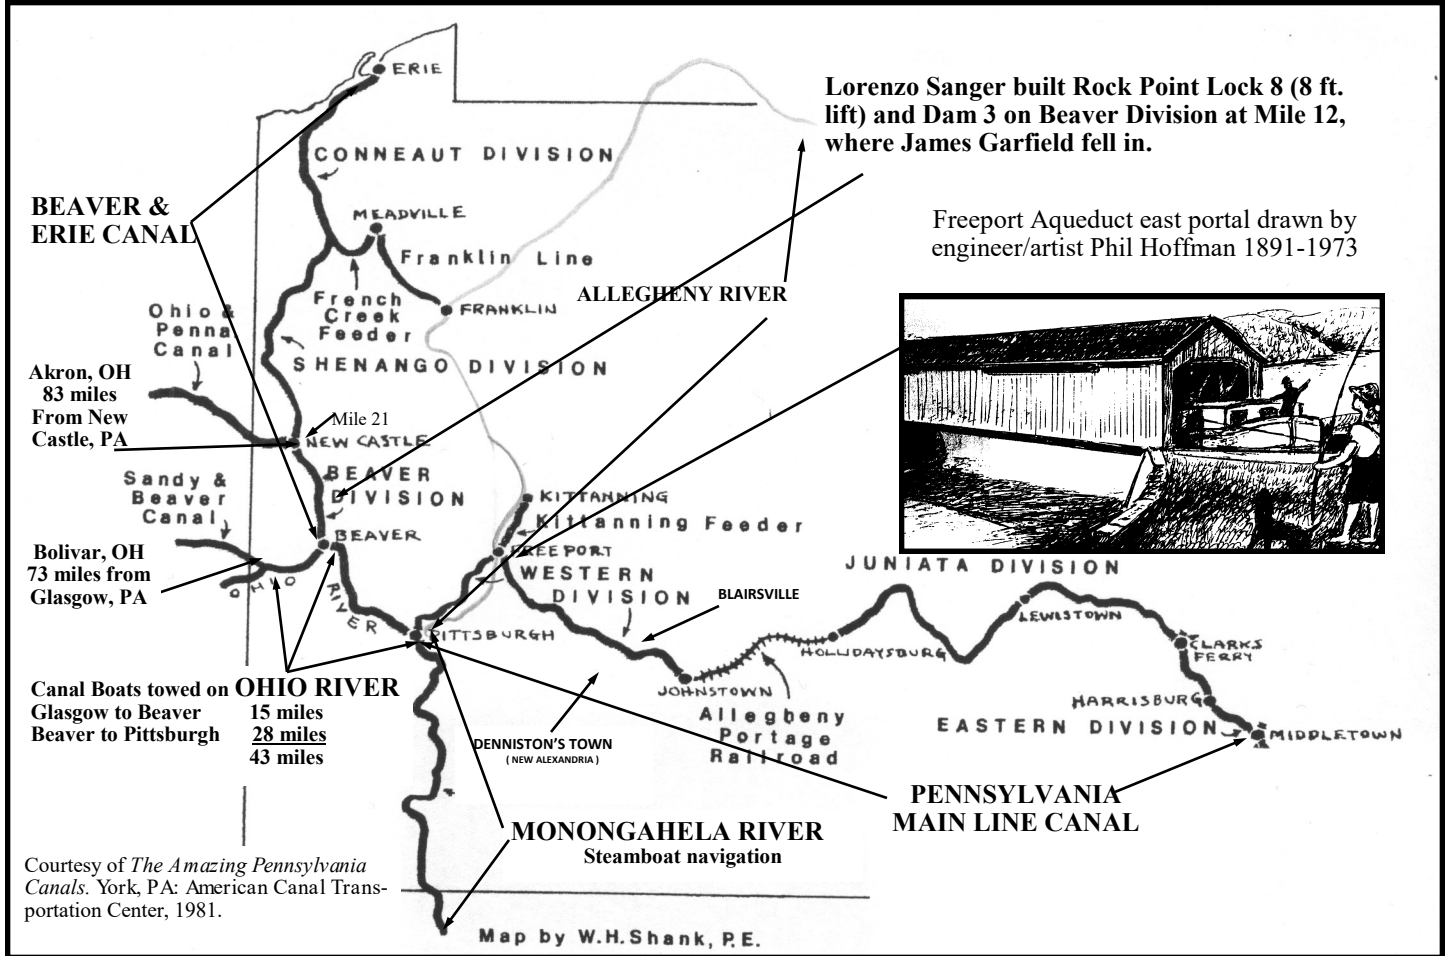 ERIE
Lorenzo Sanger built Rock Point Lock 8 (8 ft.
lift) and Dam 3 on Beaver Division at Mile 12,
where James Garfield fell in.
CONNEAUT DIVISION
BEAVER &
ERIE CANAL
MEADVILLE
Freeport Aqueduct east portal drawn by
engineer/artist Phil Hoffman 1891-1973
Franklin Line
French
Creek
Feeder
ALLEGHENY RIVER
FRANKLIN
Ohio &
Penna
Canal
SHENANGO DIVISION
Akron, OH
83 miles
From New
Castle, PA
Mile 21
NEW CASTLE
BEAVER
DIVISION
Sandy &
Beaver
Canal
KITTANNING
Kittanning Feeder
BEAVER
Bolivar, OH
73 miles from
Glasgow, PA
FREEPORT
WESTERN
DIVISION
JUNIATA DIVISION
BLAIRSVILLE
LEWISTOWN
OHIO
RIVER
PITTSBURGH
HOLLIDAYSBURG
CLARKS
FERRY
JOHNSTOWN
HARRISBURG
Canal Boats towed on OHIO RIVER
Glasgow to Beaver 15 miles
Beaver to Pittsburgh 28 miles
43 miles
Allegheny
Portage
Railroad
EASTERN DIVISION
MIDDLETOWN
DENNISTON'S TOWN
( NEW ALEXANDRIA )
PENNSYLVANIA
MAIN LINE CANAL
MONONGAHELA RIVER
Steamboat navigation
Courtesy of The Amazing Pennsylvania
Canals. York, PA: American Canal Trans-
portation Center, 1981.
Map by W.H.Shank, P.E.